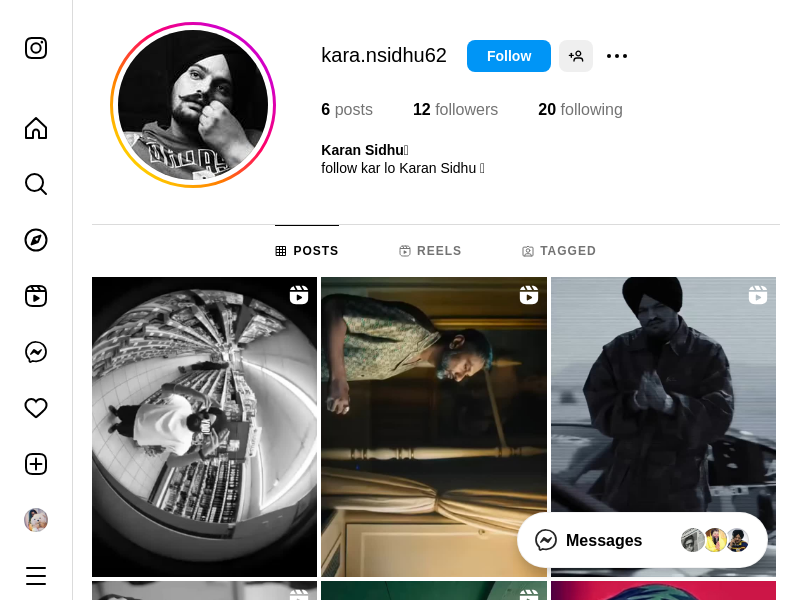 kara.nsidhu62
Follow
6 posts
12 followers
20 following
Karan Sidhu
follow kar lo Karan Sidhu
POSTS
REELS
TAGGED
Messages